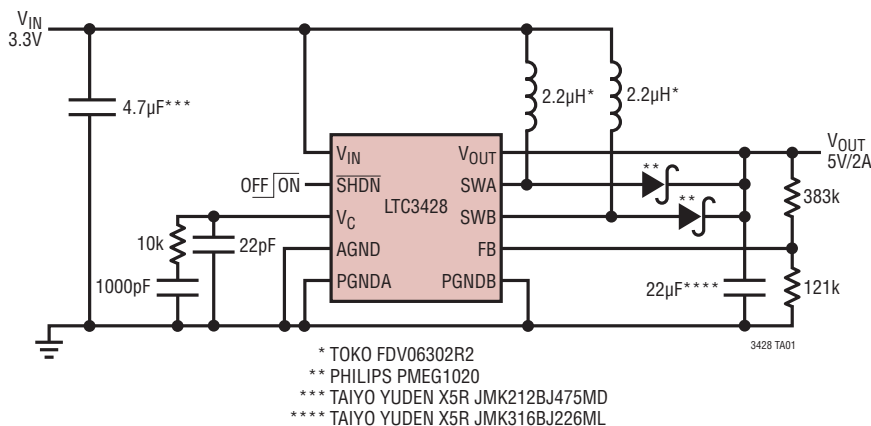 VIN
3.3V
4.7µF***
2.2µH*
2.2µH*
VIN
VOUT
VOUT
5V/2A
**
**
OFF ON
SHDN
SWA
383k
LTC3428
VC
SWB
10k
22pF
AGND
FB
1000pF
PGNDA
PGNDB
22µF****
121k
3428 TA01
* TOKO FDV06302R2
** PHILIPS PMEG1020
*** TAIYO YUDEN X5R JMK212BJ475MD
**** TAIYO YUDEN X5R JMK316BJ226ML